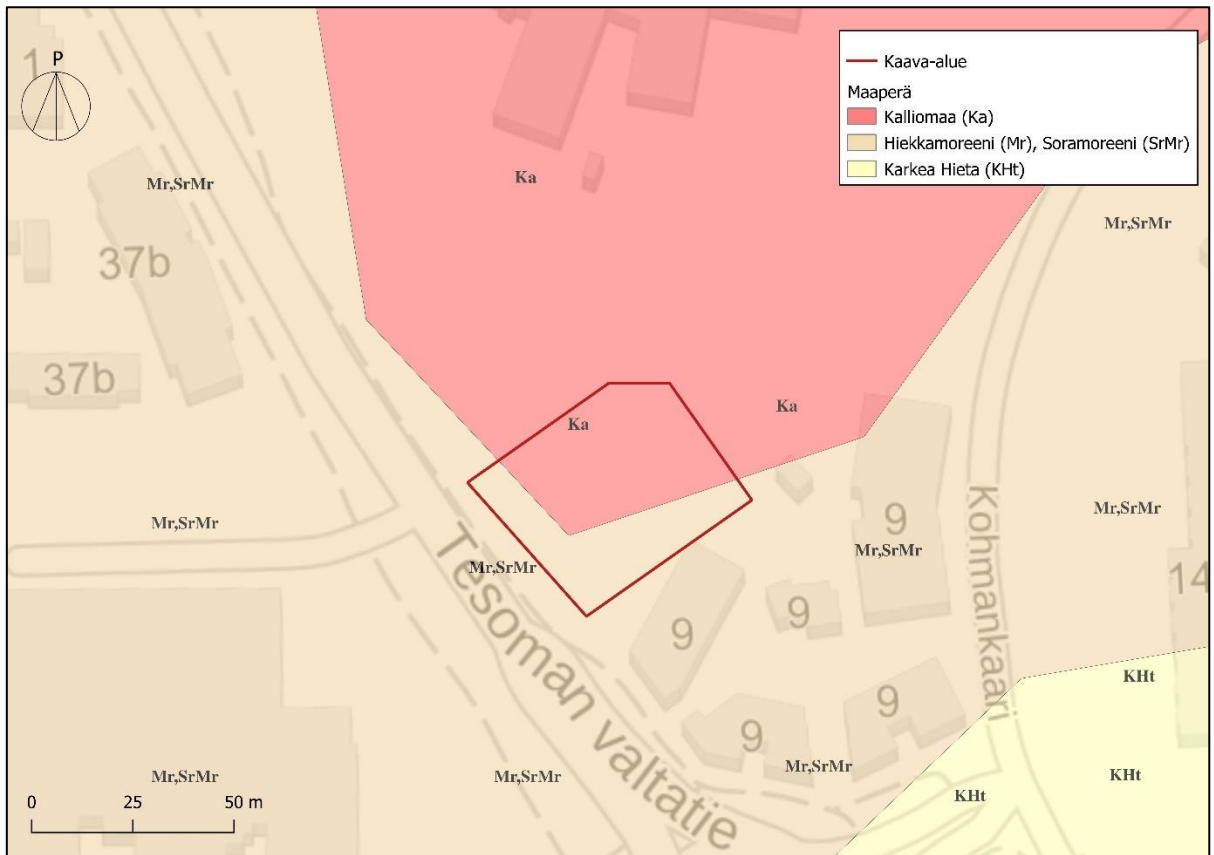 P
1
Kaava-alue
Maaperä
Kalliomaa (Ka)
Hiekkamoreeni (Mr), Soramoreeni (SrMr)
Karkea Hieta (KHt)
Mr,SrMr
Ka
Mr,SrMr
37b
37b
Ka
Ka
Mr,SrMr
Mr,SrMr
Mr,SrMr
Mr,SrMr
9
Kohmankaari
Tesoman valtatie
9
9
14
9
9
KHt
Mr,SrMr
Mr,SrMr
Mr,SrMr
KHt
KHt
0 25 50 m